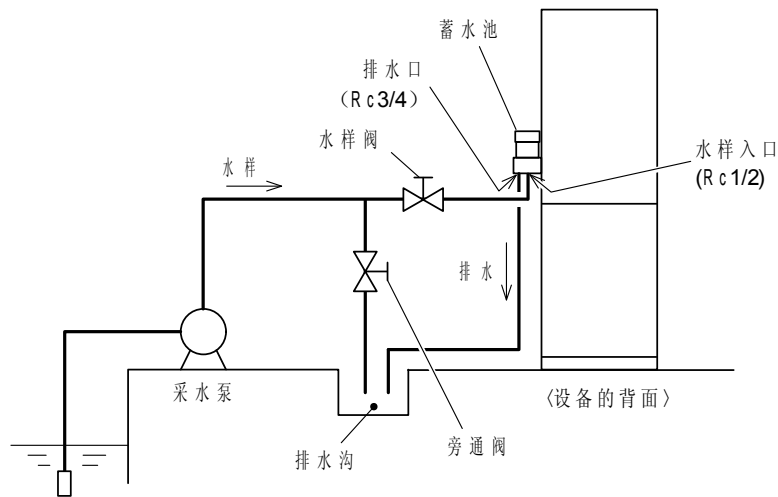 蓄水池
排水口
（Rc3/4）
水样阀
水样入口
(Rc1/2)
水样
排水
采水泵
〈设备的背面〉
排水沟
旁通阀